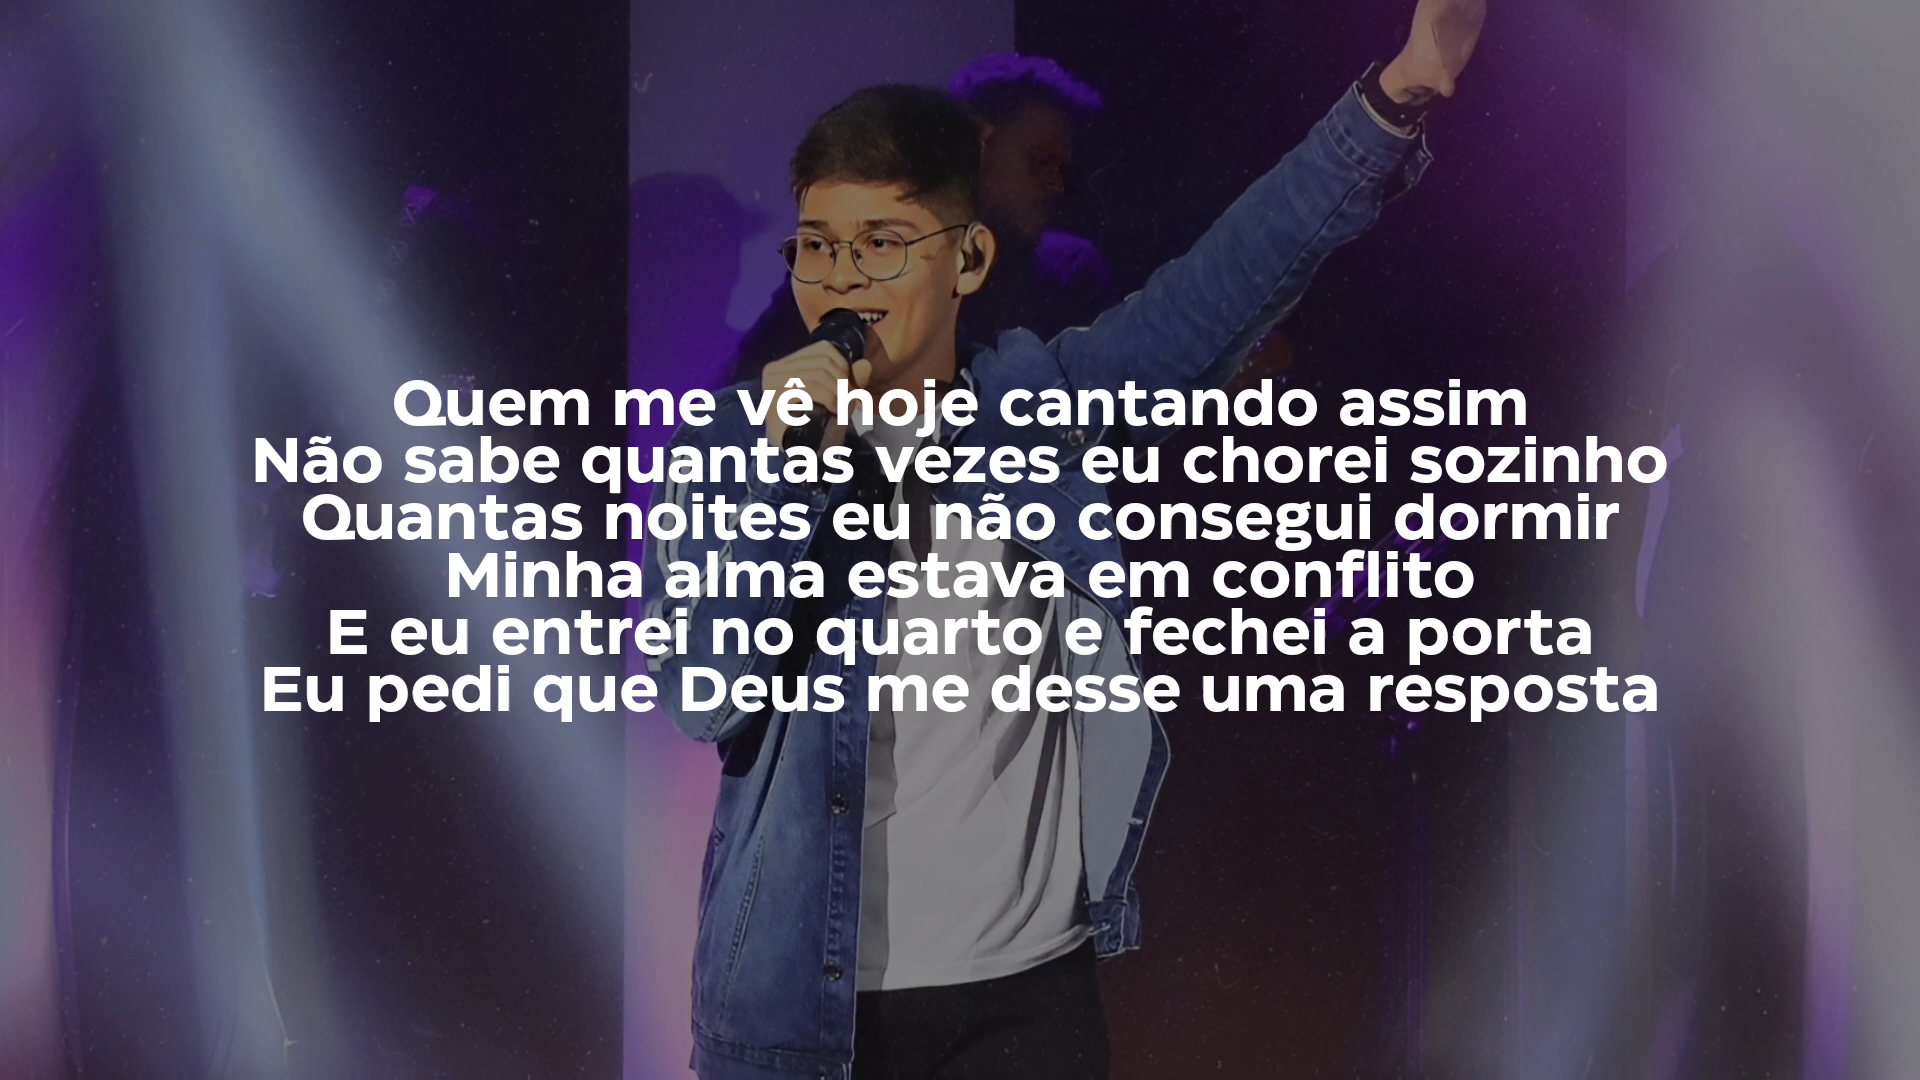 Quem me vê hoje cantando assim
Não sabe quantas vezes eu chorei sozinho
Quantas noites eu não consegui dormir
Minha alma estava em conflito
E eu entrei no quarto e fechei a porta
Eu pedi que Deus me desse uma resposta